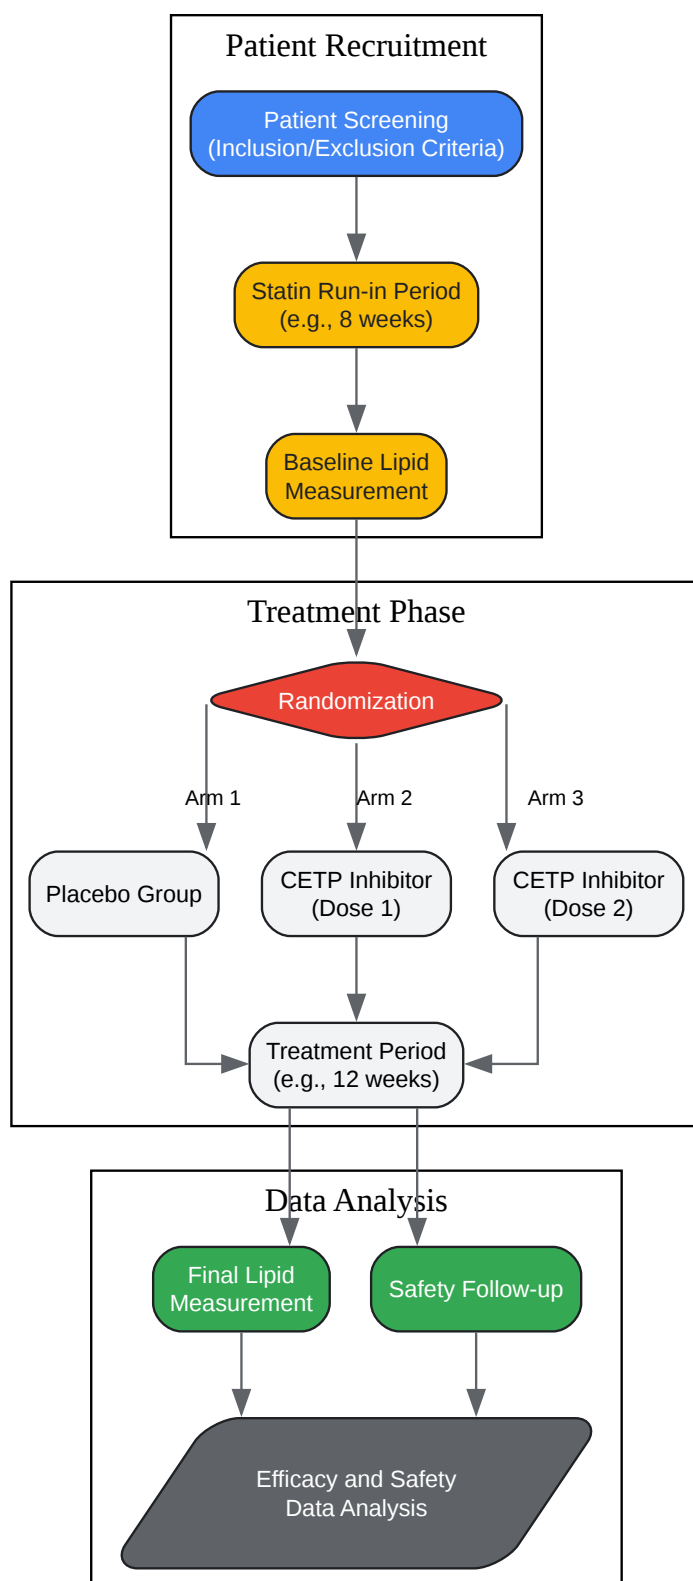 Patient Recruitment
Patient Screening
(Inclusion/Exclusion Criteria)
Statin Run-in Period
(e.g., 8 weeks)
Baseline Lipid
Measurement
Treatment Phase
Randomization
Arm 1
Arm 2
Arm 3
Placebo Group
CETP Inhibitor
(Dose 1)
CETP Inhibitor
(Dose 2)
Treatment Period
(e.g., 12 weeks)
Data Analysis
Final Lipid
Measurement
Safety Follow-up
Efficacy and Safety
Data Analysis